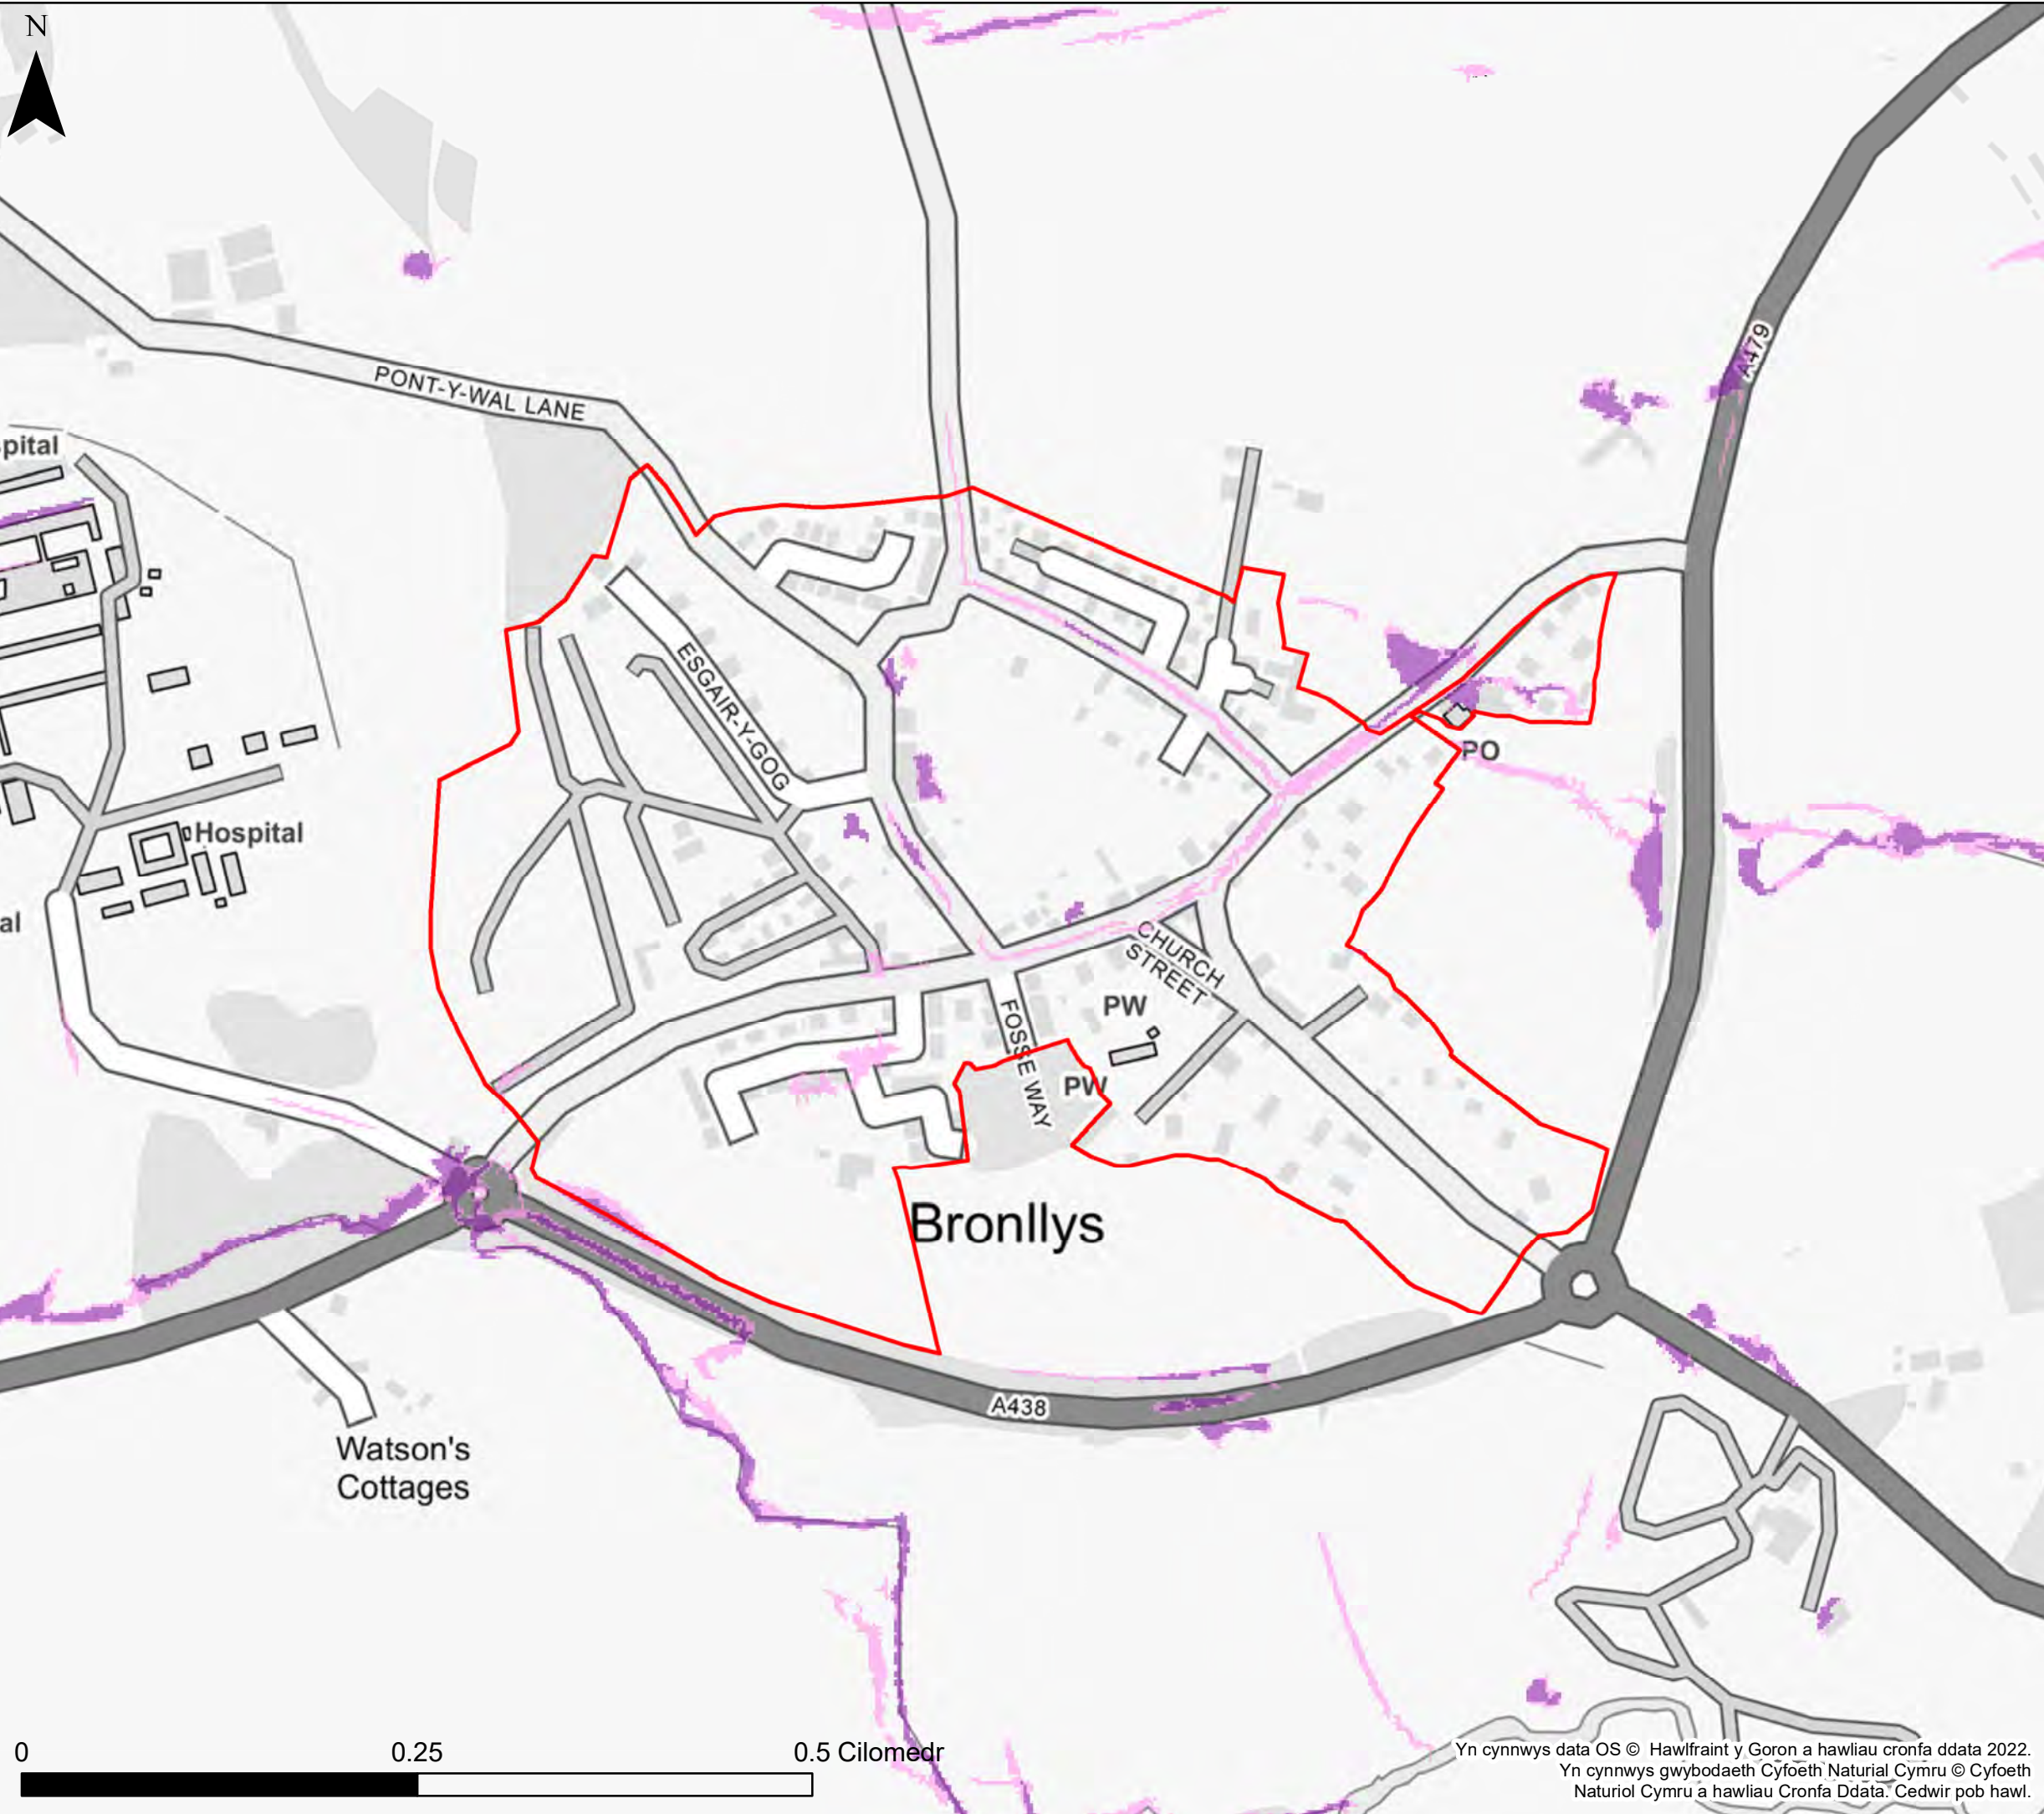 N
A479
PONT-Y-WAL LANE
spital
ESGAIR-Y-GOG
PO
Hospital
al
CHURCH
STREET
PW
FOSSE WAY
PW
Bronllys
A438
Watson's
Cottages
0 0.25 0.5 Cilomedr
Yn cynnwys data OS © Hawlfraint y Goron a hawliau cronfa ddata 2022.
Yn cynnwys gwybodaeth Cyfoeth Naturial Cymru © Cyfoeth
Naturiol Cymru a hawliau Cronfa Ddata. Cedwir pob hawl.